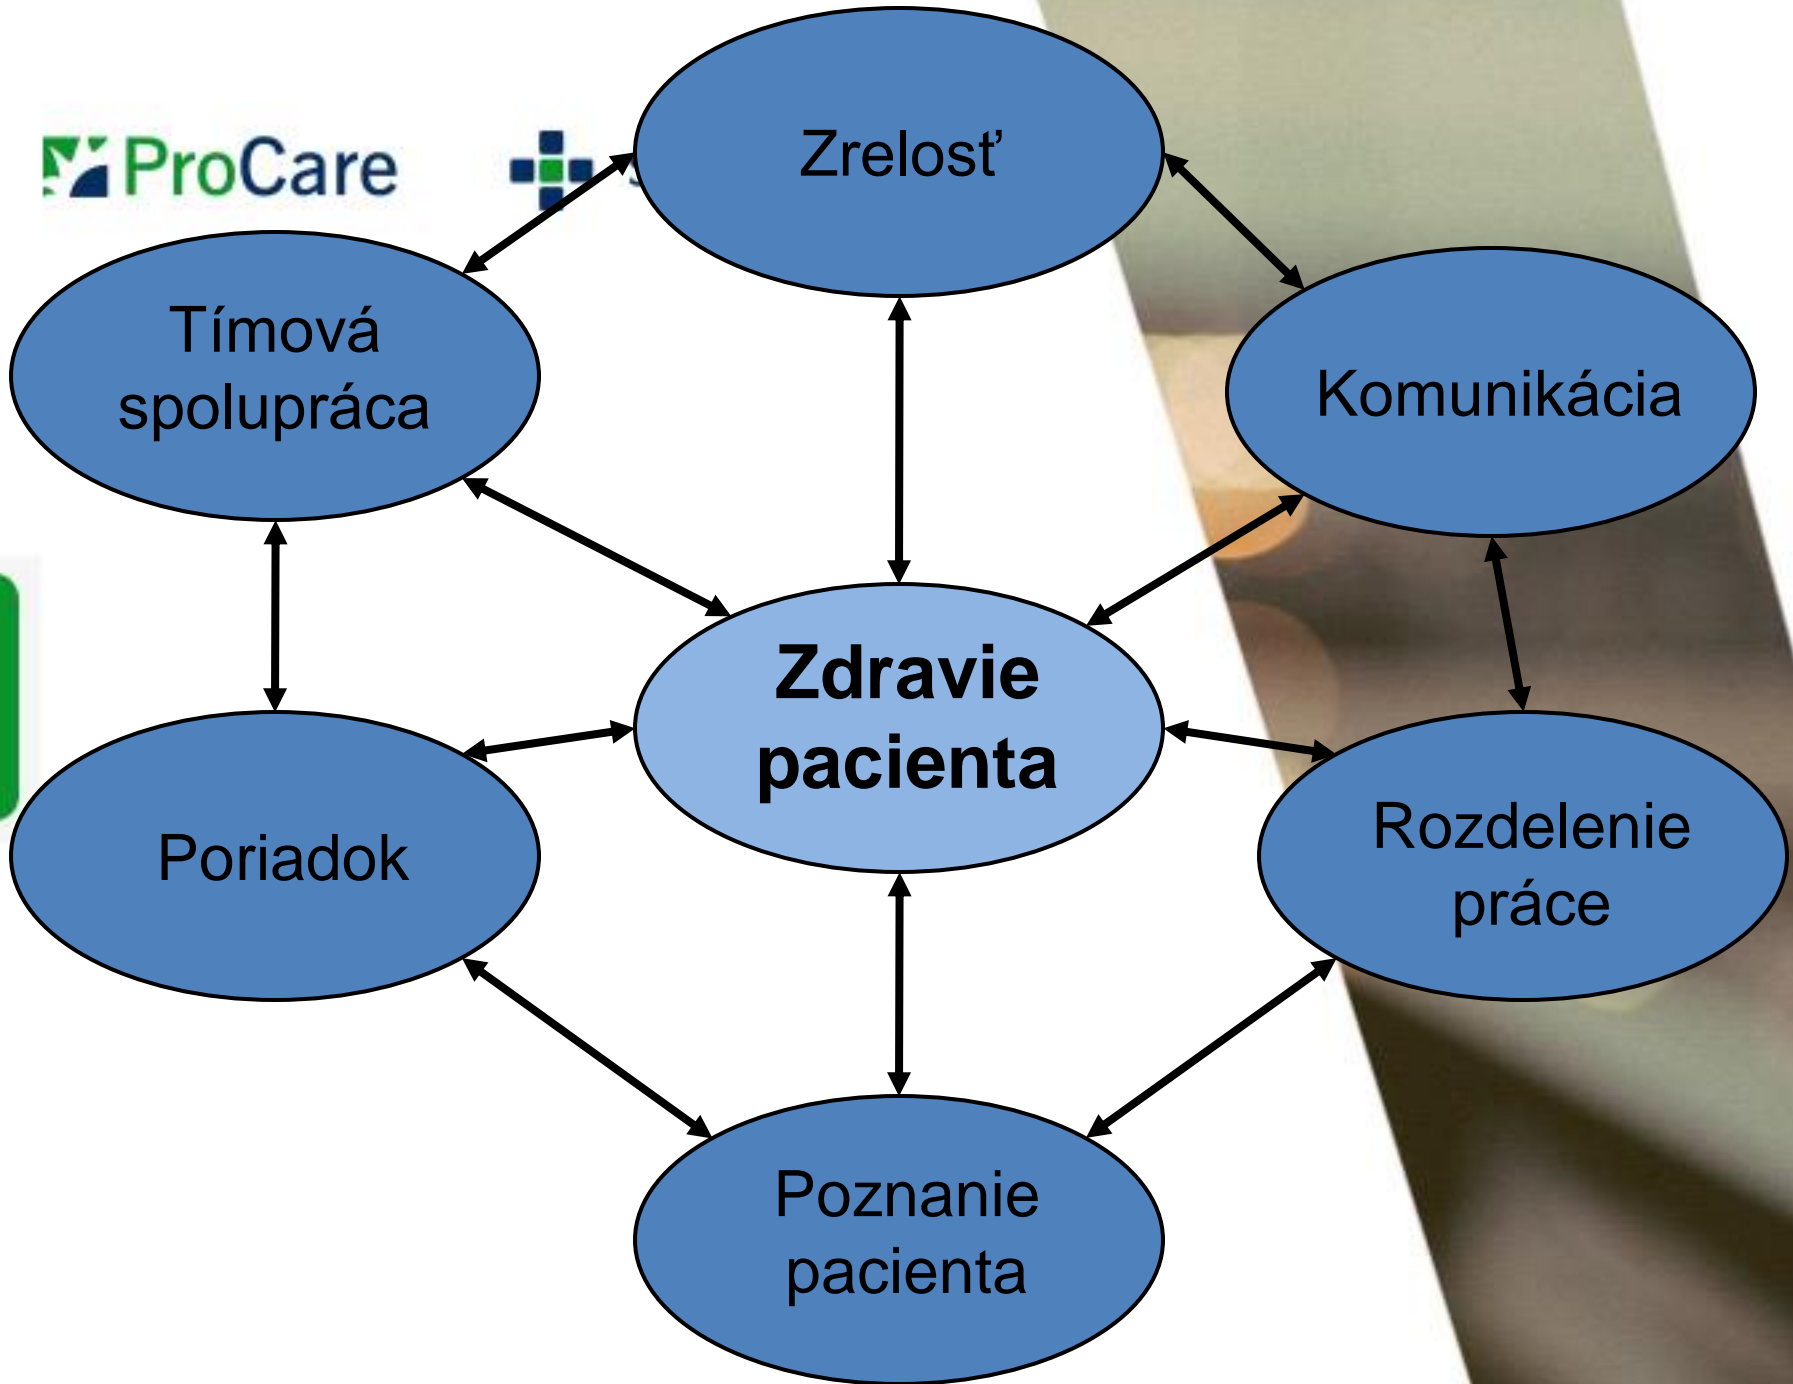 ProCare
Zrelosť
Tímová
spolupráca
Komunikácia
Zdravie
pacienta
Poriadok
Rozdelenie
práce
Poznanie
pacienta